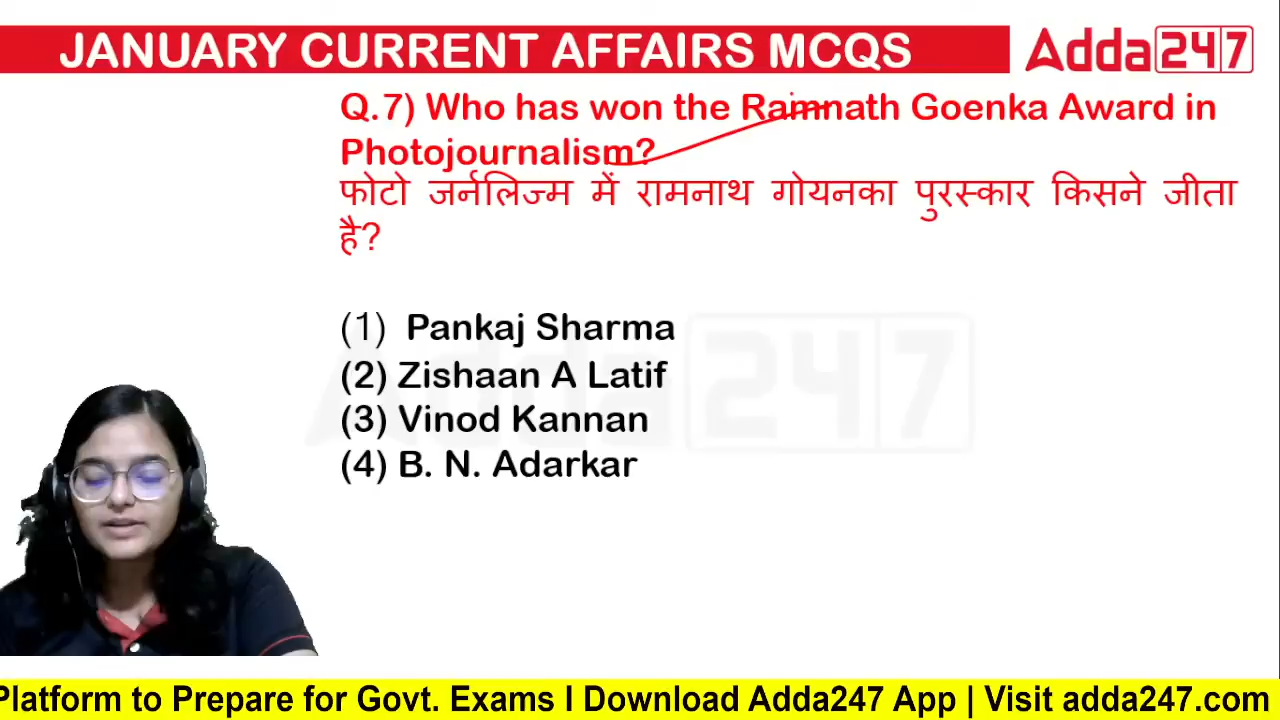 JANUARY CURRENT AFFAIRS MCQS
Adda247
Q.7) Who has won the Ramnath Goenka Award in
Photojournalism?
फोटो जर्नलिज्म में रामनाथ गोयनका पुरस्कार किसने जीता
है?
(1) Pankaj Sharma
(2) Zishaan A Latif
(3) Vinod Kannan
(4) B. N. Adarkar
Adda247
Platform to Prepare for Govt. Exams I Download Adda247 App | Visit adda247.com